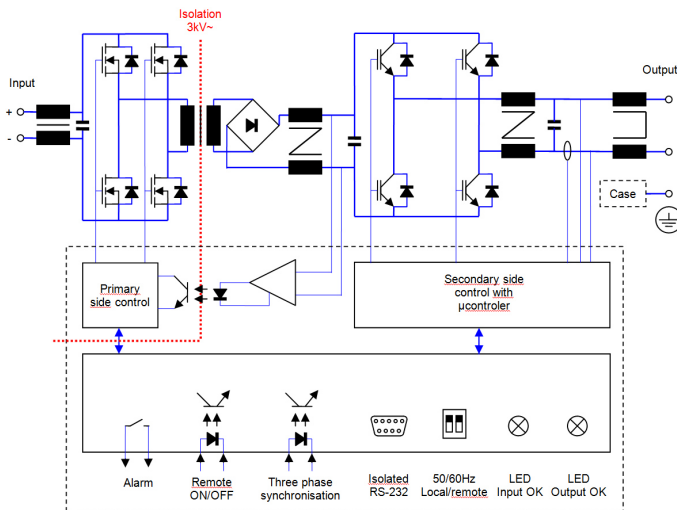 Isolation
3kV~
Input
Output
+
-
Case
Primary
side control
Secondary side
control with
µcontroler
Alarm
Remote
ON/OFF
Three phase
synchronisation
Isolated
RS-232
50/60Hz
Local/remote
LED
Input OK
LED
Output OK